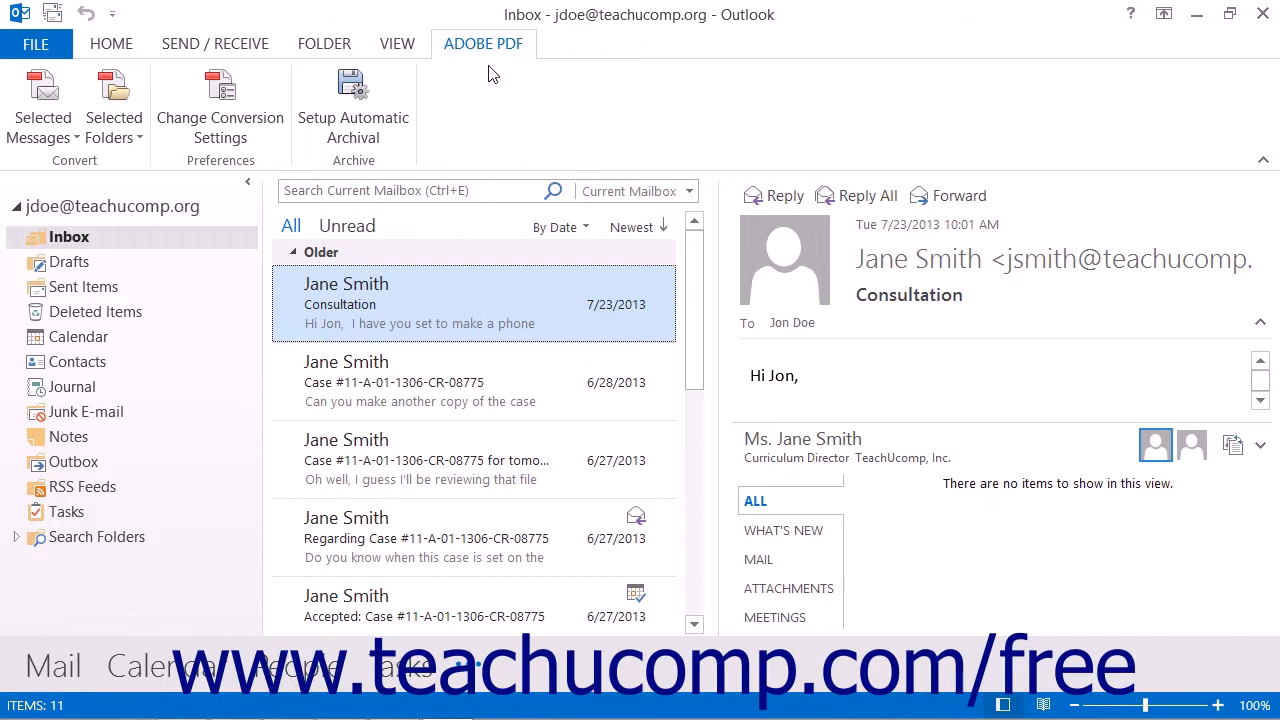 Inbox - jdoe@teachucomp.org - Outlook
?
FILE HOME SEND / RECEIVE FOLDER VIEW ADOBE PDF
Selected Messages
Selected Folders
Change Conversion Settings
Setup Automatic Archival
Convert Preferences Archive
jdoe@teachucomp.org
Inbox
Drafts
Sent Items
Deleted Items
Calendar
Contacts
Journal
Junk E-mail
Notes
Outbox
RSS Feeds
Tasks
Search Folders
Search Current Mailbox (Ctrl+E) Current Mailbox
All Unread By Date Newest
Older
Jane Smith
Consultation 7/23/2013
Hi Jon, I have you set to make a phone
Jane Smith
Case #11-A-01-1306-CR-08775 6/28/2013
Can you make another copy of the case
Jane Smith
Case #11-A-01-1306-CR-08775 for tomo... 6/27/2013
Oh well, I guess I'll be reviewing that file
Jane Smith
Regarding Case #11-A-01-1306-CR-08775 6/27/2013
Do you know when this case is set on the
Jane Smith
Accepted: Case #11-A-01-1306-CR-08775 6/27/2013
Reply Reply All Forward
Tue 7/23/2013 10:01 AM
Jane Smith <jsmith@teachucomp.
Consultation
To Jon Doe
Hi Jon,
Ms. Jane Smith
Curriculum Director TeachUcomp, Inc.
There are no items to show in this view.
ALL
WHAT'S NEW
MAIL
ATTACHMENTS
MEETINGS
Mail Calendar People Tasks
www.teachucomp.com/free
ITEMS: 11 100%